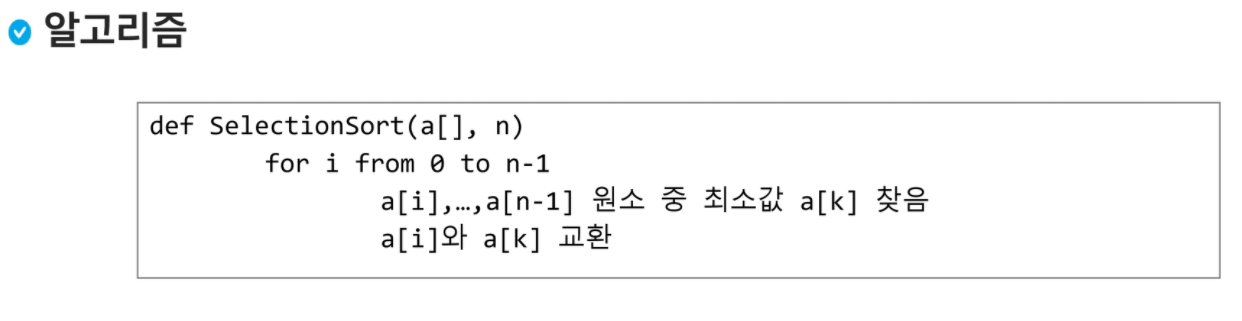 알고리즘
def SelectionSort(a[], n)
for i from 0 to n-1
a[i],…,a[n-1] 원소 중 최소값 a[k] 찾음
a[i]와 a[k] 교환